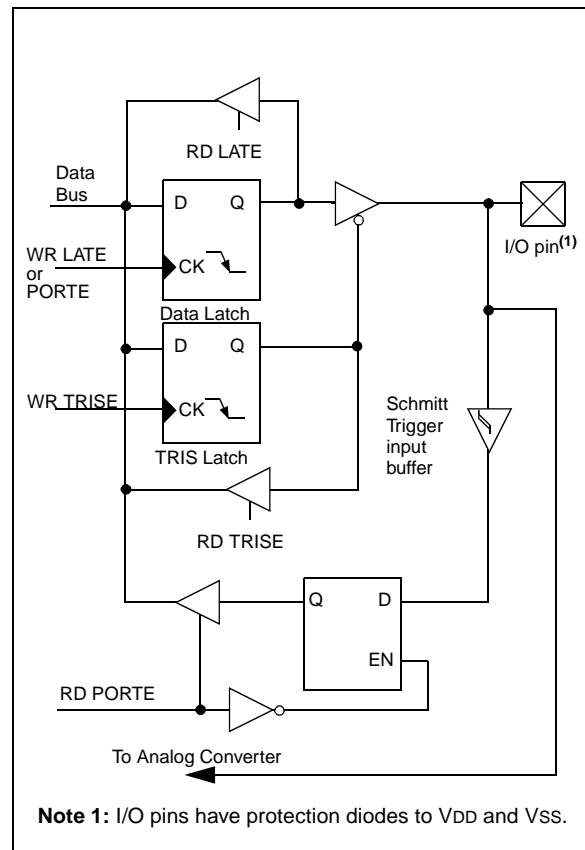 RD LATE
Data
Bus
D Q
WR LATE
or
PORTE
CK
I/O pin(1)
Data Latch
D Q
WR TRISE
CK
TRIS Latch
Schmitt
Trigger
input
buffer
RD TRISE
Q D
EN
RD PORTE
To Analog Converter
Note 1: I/O pins have protection diodes to VDD and VSS.